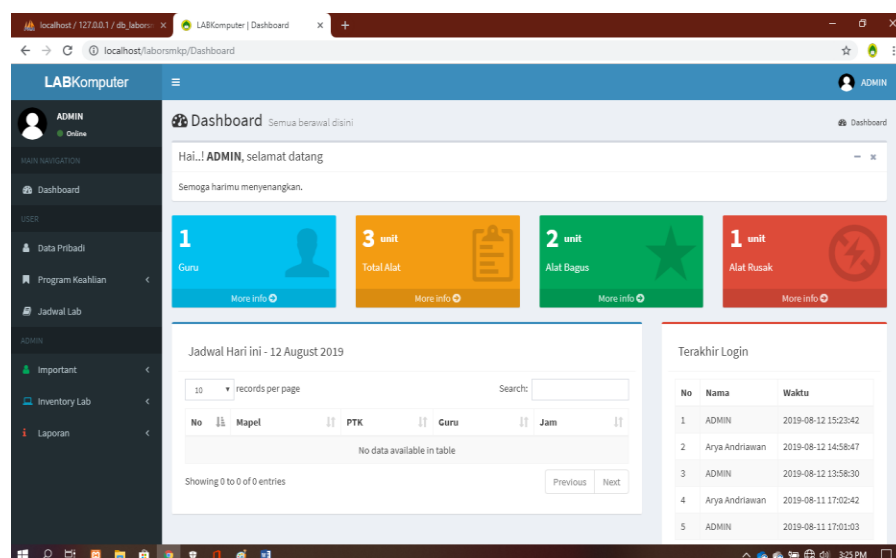 localhost / 127.0.0.1 / db_labors
LABKomputer | Dashboard
localhost/laborsmkp/Dashboard
LABKomputer
ADMIN
ADMIN
Online
Dashboard Semua berawal disini
Dashboard
MAIN NAVIGATION
Dashboard
USER
Data Pribadi
Program Keahlian
Jadwal Lab
ADMIN
Important
Inventory Lab
Laporan
Hai..! ADMIN, selamat datang
Semoga harimu menyenangkan.
1
Guru
More info
3 unit
Total Alat
More info
2 unit
Alat Bagus
More info
1 unit
Alat Rusak
More info
Jadwal Hari ini - 12 August 2019
10 records per page
Search:
No Mapel PTK Guru Jam
No data available in table
Showing 0 to 0 of 0 entries
Previous Next
Terakhir Login
No Nama Waktu
1 ADMIN 2019-08-12 15:23:42
2 Arya Andriawan 2019-08-12 14:58:47
3 ADMIN 2019-08-12 13:58:30
4 Arya Andriawan 2019-08-11 17:02:42
5 ADMIN 2019-08-11 17:01:03
3:25 PM